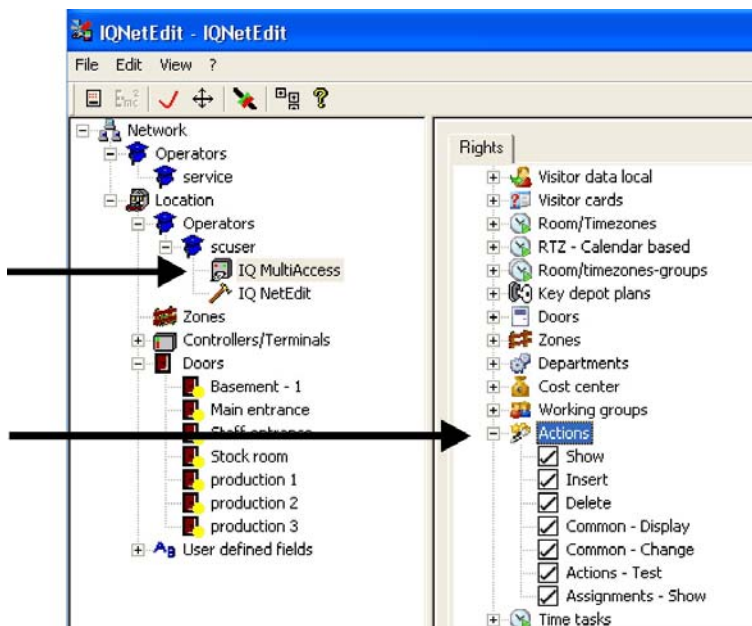 IQNetEdit - IQNetEdit
File Edit View ?
Network
Operators
service
Location
Operators
scuser
IQ MultiAccess
IQ NetEdit
Zones
Controllers/Terminals
Doors
Basement - 1
Main entrance
Staff entrance
Stock room
production 1
production 2
production 3
User defined fields
Rights
Visitor data local
Visitor cards
Room/Timezones
RTZ - Calendar based
Room/timezones-groups
Key depot plans
Doors
Zones
Departments
Cost center
Working groups
Actions
Show
Insert
Delete
Common - Display
Common - Change
Actions - Test
Assignments - Show
Time tasks